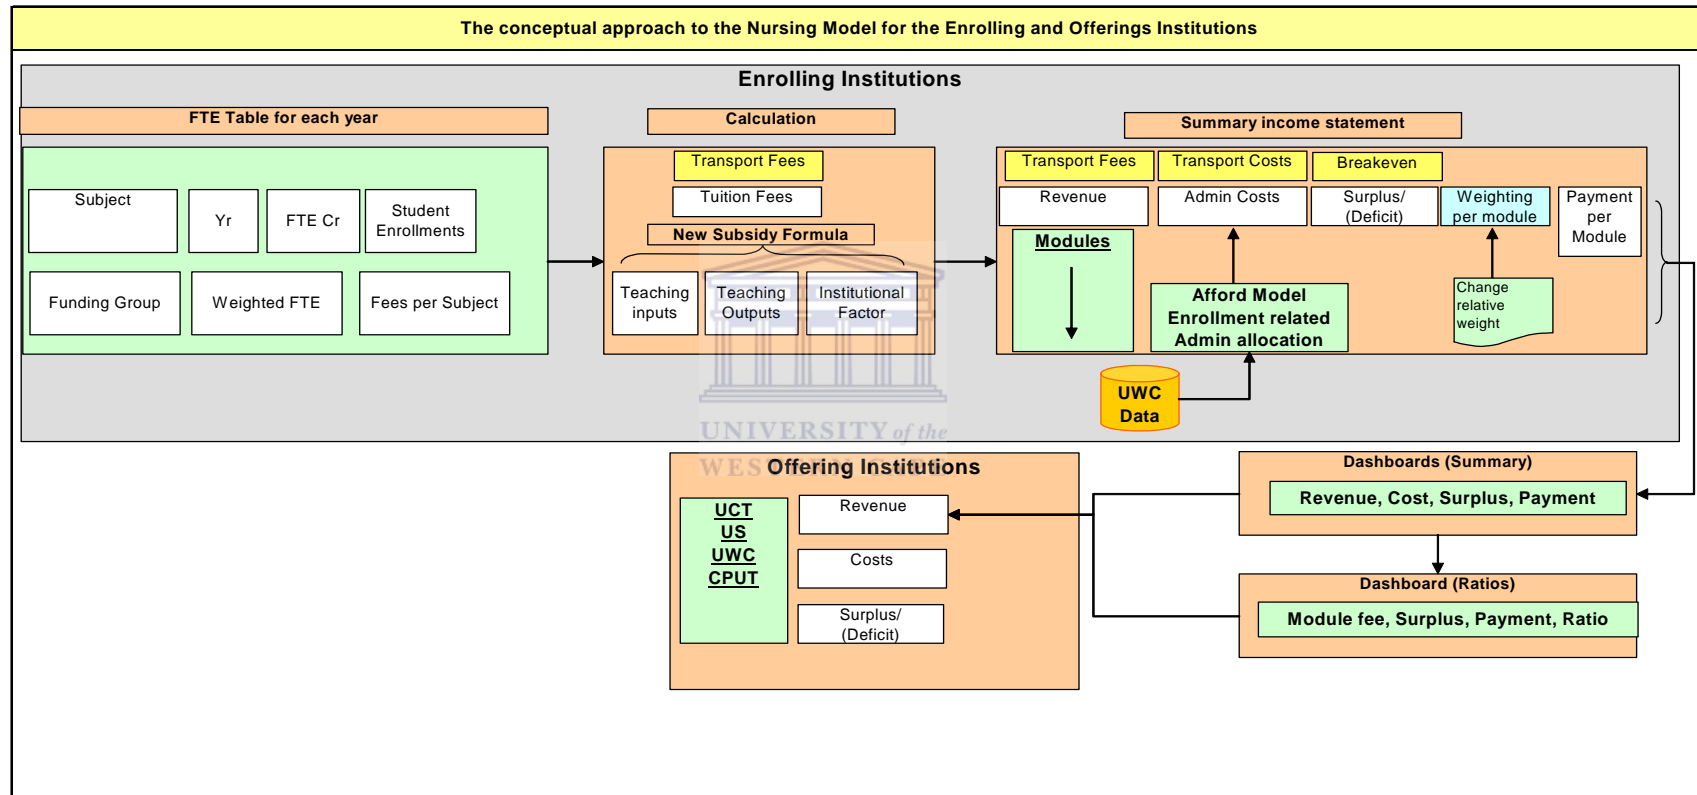 The conceptual approach to the Nursing Model for the Enrolling and Offerings Institutions
Enrolling Institutions
FTE Table for each year
Subject
Yr
FTE Cr
Student
Enrollments
Funding Group
Weighted FTE
Fees per Subject
Calculation
Transport Fees
Tuition Fees
New Subsidy Formula
Teaching
inputs
Teaching
Outputs
Institutional
Factor
Summary income statement
Transport Fees
Transport Costs
Breakeven
Revenue
Admin Costs
Surplus/
(Deficit)
Weighting
per module
Payment
per
Module
Modules
Afford Model
Enrollment related
Admin allocation
Change
relative
weight
UWC
Data
UNIVERSITY of the
WESTERN CAPE
Offering Institutions
UCT
US
UWC
CPUT
Revenue
Costs
Surplus/
(Deficit)
Dashboards (Summary)
Revenue, Cost, Surplus, Payment
Dashboard (Ratios)
Module fee, Surplus, Payment, Ratio